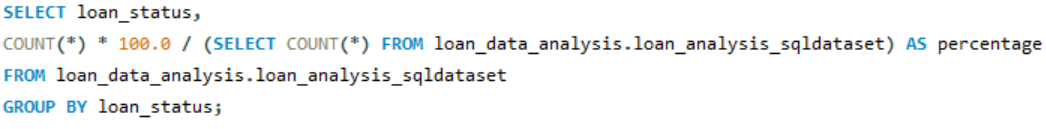 SELECT loan_status,
COUNT(*) * 100.0 / (SELECT COUNT(*) FROM loan_data_analysis.loan_analysis_sqldataset) AS percentage
FROM loan_data_analysis.loan_analysis_sqldataset
GROUP BY loan_status;